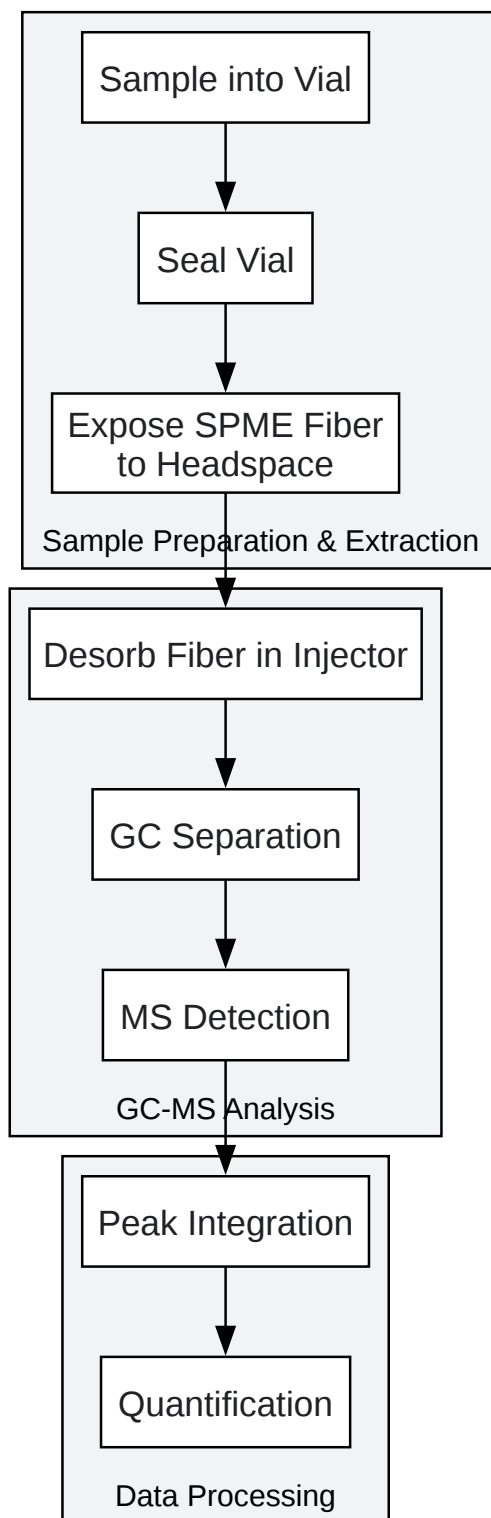 Sample into Vial
Seal Vial
Expose SPME Fiber
to Headspace
Sample Preparation & Extraction
Desorb Fiber in Injector
GC Separation
MS Detection
GC-MS Analysis
Peak Integration
Quantification
Data Processing